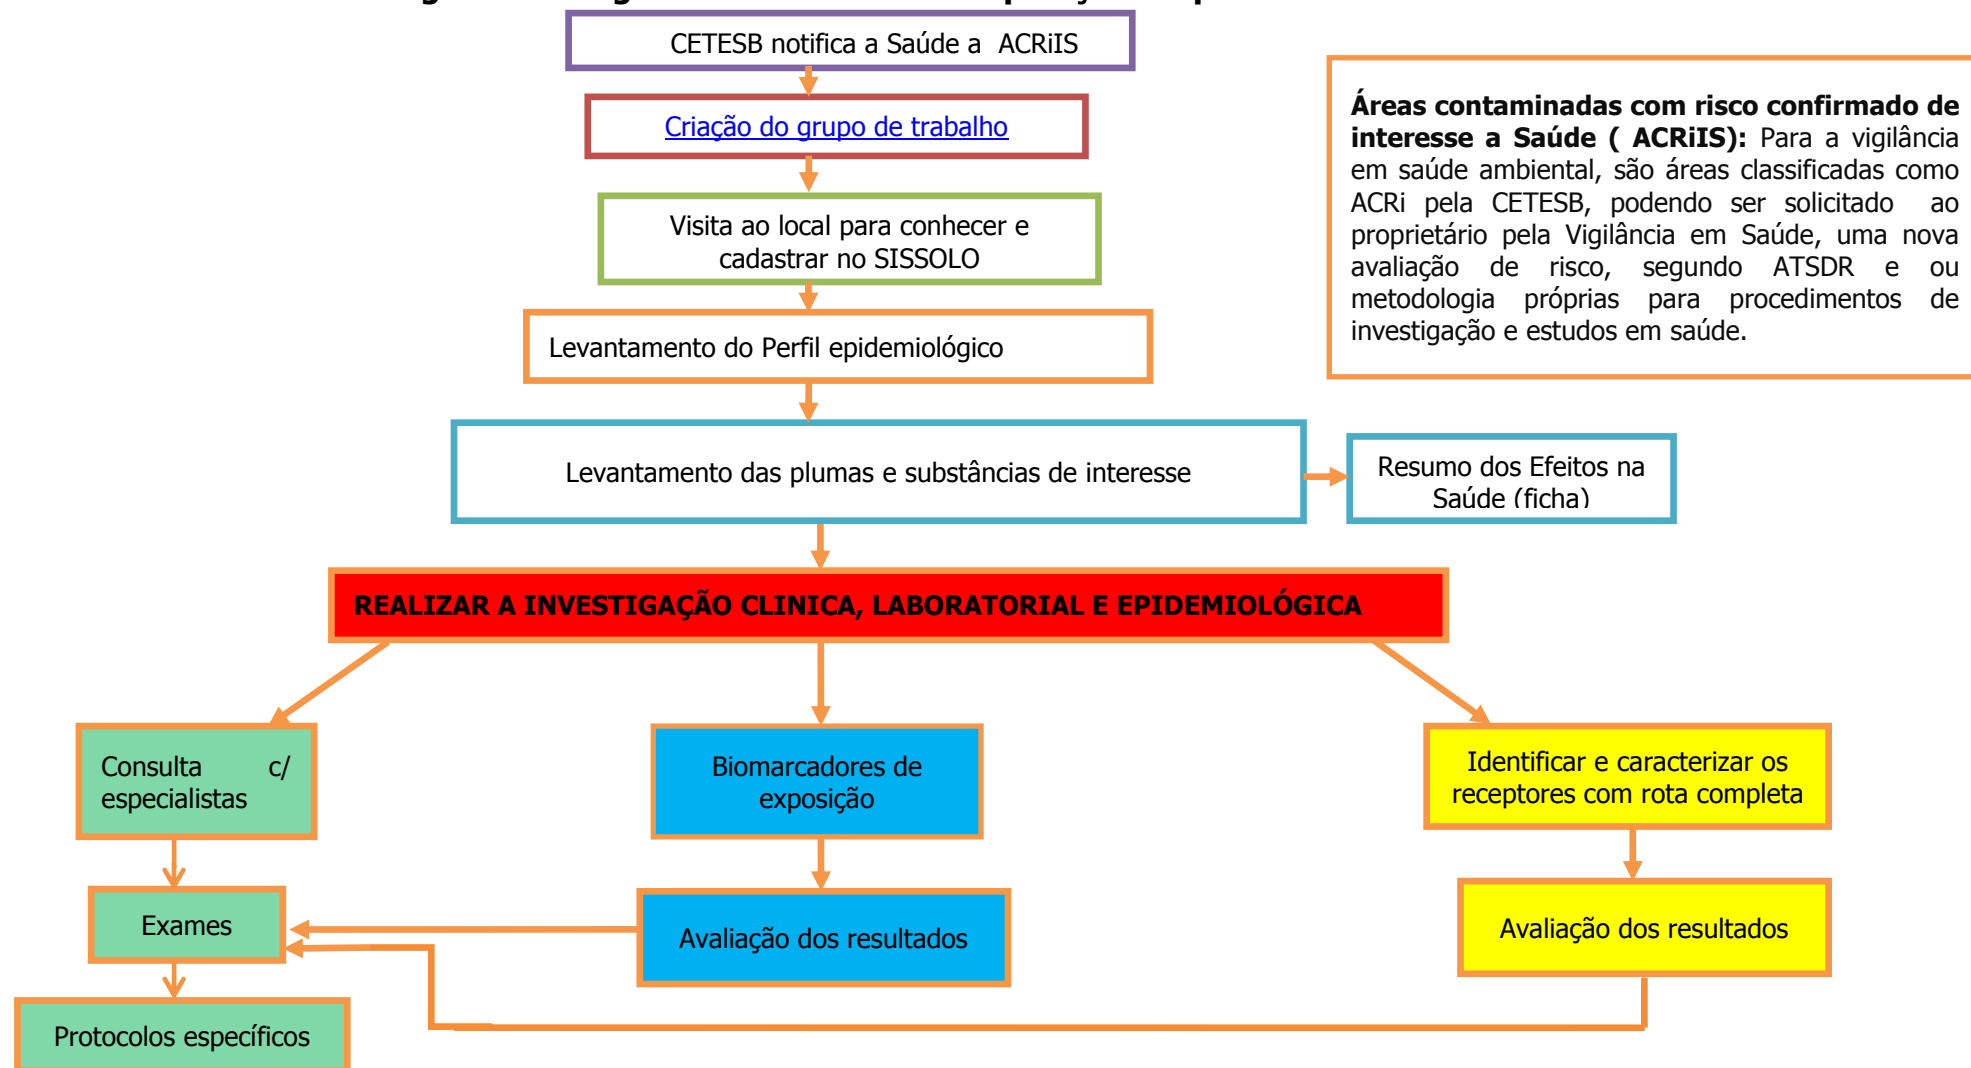 CETESB notifica a Saúde a ACRiIS
Criação do grupo de trabalho
Visita ao local para conhecer e
cadastrar no SISSOLO
Levantamento do Perfil epidemiológico
Áreas contaminadas com risco confirmado de
interesse a Saúde ( ACRiIS): Para a vigilância
em saúde ambiental, são áreas classificadas como
ACRi pela CETESB, podendo ser solicitado ao
proprietário pela Vigilância em Saúde, uma nova
avaliação de risco, segundo ATSDR e ou
metodologia próprias para procedimentos de
investigação e estudos em saúde.
Levantamento das plumas e substâncias de interesse
Resumo dos Efeitos na
Saúde (ficha)
REALIZAR A INVESTIGAÇÃO CLINICA, LABORATORIAL E EPIDEMIOLÓGICA
Consulta c/
especialistas
Biomarcadores de
exposição
Identificar e caracterizar os
receptores com rota completa
Exames
Avaliação dos resultados
Avaliação dos resultados
Protocolos específicos